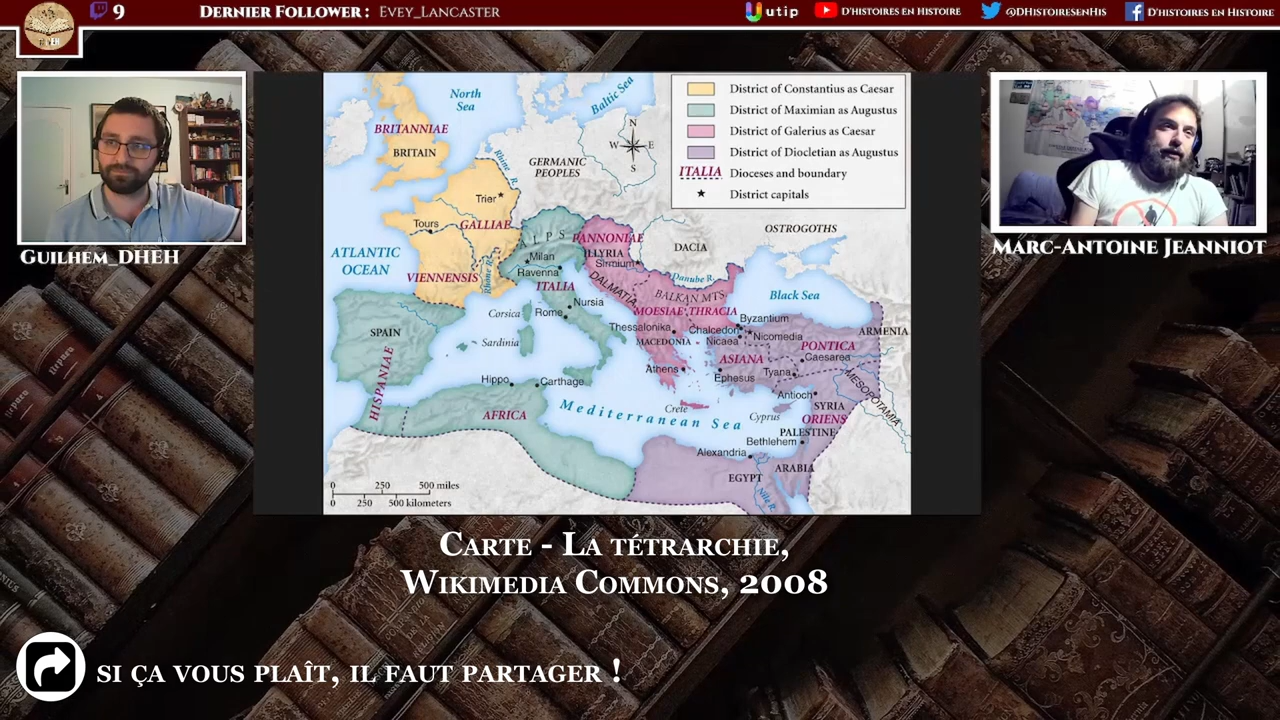 9
DERNIER FOLLOWER : EVEY_LANCASTER
utip
D'HISTOIRES EN HISTOIRE
@DHISTOIRESENHIS
D'HISTOIRES EN HISTOIRE
GUILHEM_DHEH
MARC-ANTOINE JEANNIOT
District of Constantius as Caesar
District of Maximian as Augustus
District of Galerius as Caesar
District of Diocletian as Augustus
ITALIA Dioceses and boundary
District capitals
N
W E
S
North
Sea
Baltic Sea
BRITANNIAE
BRITAIN
Rhine R.
GERMANIC
PEOPLES
Trier
Tours
GALLIAE
ATLANTIC
OCEAN
VIENNENSIS
Rhone R.
ALPS
Milan
Ravenna
ITALIA
PANNONIAE
ILLYRIA
Sirmium
DACIA
OSTROGOTHS
DALMATIA
Danube R.
BALKAN MTS.
Black Sea
Corsica
Nursia
Rome
MOESIAE
THRACIA
Byzantium
SPAIN
Sardinia
Thessalonika
Chalcedon
Nicomedia
ARMENIA
MACEDONIA
Nicaea
PONTICA
HISPANIAE
ASIANA
Caesarea
Athens
Ephesus
Tyana
MESOPOTAMIA
Hippo
Carthage
Antioch
AFRICA
Mediterranean Sea
Crete
Cyprus
SYRIA
ORIENS
PALESTINE
Bethlehem
Alexandria
ARABIA
EGYPT
Nile R.
0 250 500 miles
0 250 500 kilometers
CARTE - LA TÉTRARCHIE,
WIKIMEDIA COMMONS, 2008
SI ÇA VOUS PLAÎT, IL FAUT PARTAGER !